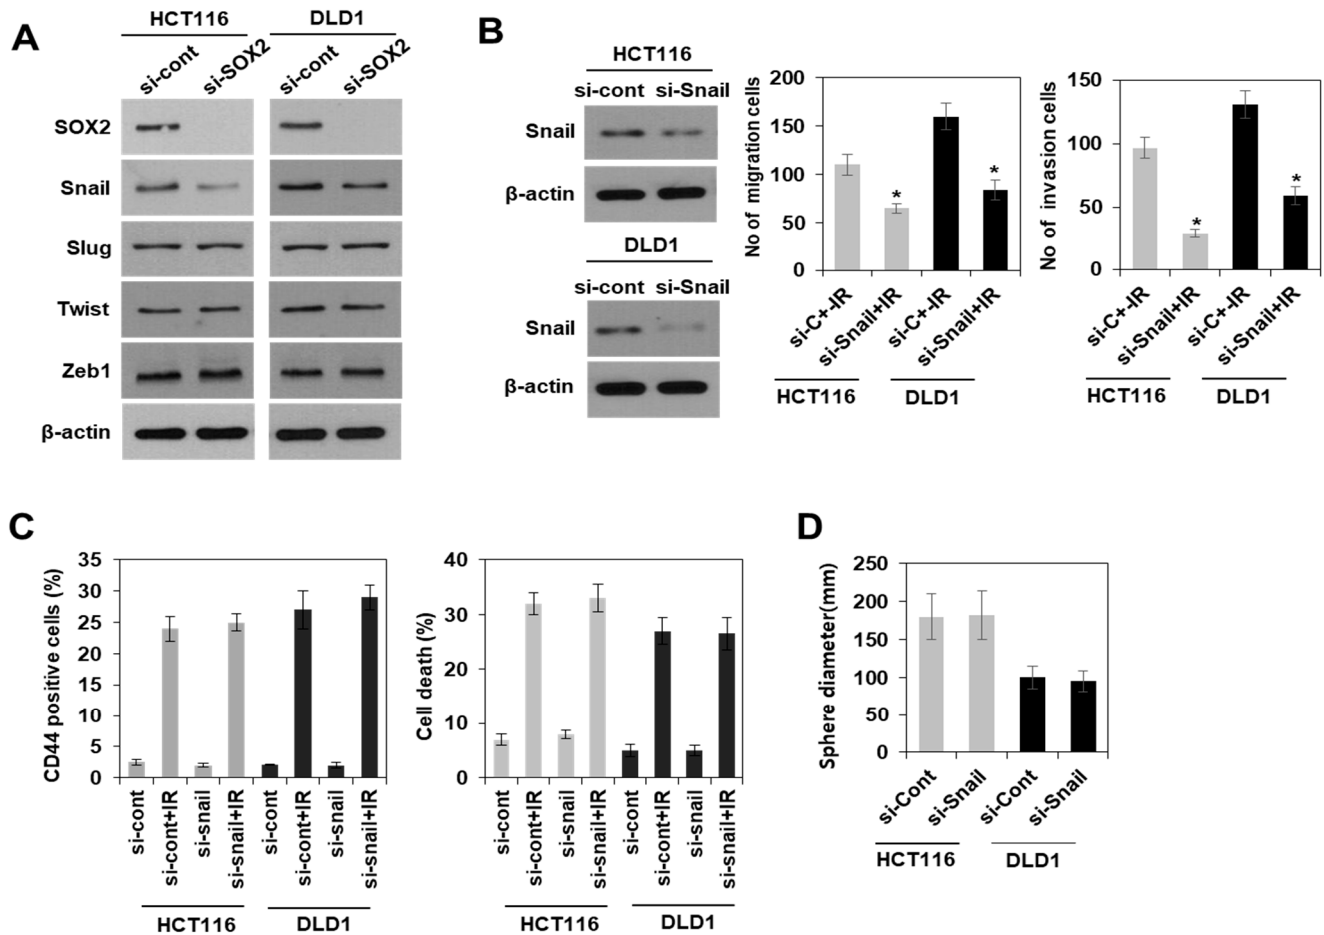 A
HCT116 DLD1
si-cont si-SOX2 si-cont si-SOX2
SOX2
Snail
Slug
Twist
Zeb1
β-actin
B
HCT116
si-cont si-Snail
Snail
β-actin
DLD1
si-cont si-Snail
Snail
β-actin
No of migration cells
200
150
100
50
0
* *
si-C+-IR si-Snail+IR si-C+-IR si-Snail+IR
HCT116 DLD1
No of invasion cells
150
100
50
0
* *
si-C+-IR si-Snail+IR si-C+-IR si-Snail+IR
HCT116 DLD1
C
CD44 positive cells (%)
35
30
25
20
15
10
5
0
si-cont si-cont+IR si-snail si-snail+IR si-cont si-cont+IR si-snail si-snail+IR
HCT116 DLD1
Cell death (%)
40
30
20
10
0
si-cont si-cont+IR si-snail si-snail+IR si-cont si-cont+IR si-snail si-snail+IR
HCT116 DLD1
D
Sphere diameter(mm)
250
200
150
100
50
0
si-Cont si-Snail si-Cont si-Snail
HCT116 DLD1